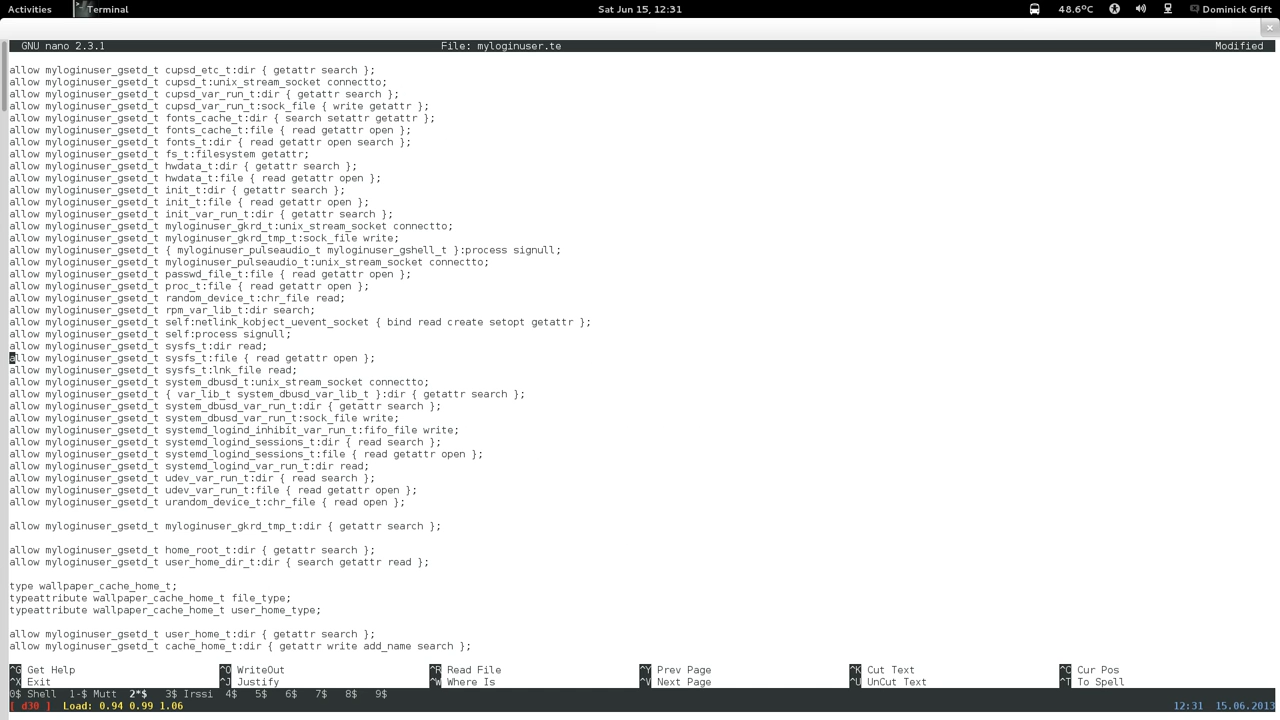 Activities Terminal Sat Jun 15, 12:31 48.6°C Dominick Grift
GNU nano 2.3.1 File: myloginuser.te Modified
allow myloginuser_gsetd_t cupsd_etc_t:dir { getattr search };
allow myloginuser_gsetd_t cupsd_t:unix_stream_socket connectto;
allow myloginuser_gsetd_t cupsd_var_run_t:dir { getattr search };
allow myloginuser_gsetd_t cupsd_var_run_t:sock_file { write getattr };
allow myloginuser_gsetd_t fonts_cache_t:dir { search setattr getattr };
allow myloginuser_gsetd_t fonts_cache_t:file { read getattr open };
allow myloginuser_gsetd_t fonts_t:dir { read getattr open search };
allow myloginuser_gsetd_t fs_t:filesystem getattr;
allow myloginuser_gsetd_t hwdata_t:dir { getattr search };
allow myloginuser_gsetd_t hwdata_t:file { read getattr open };
allow myloginuser_gsetd_t init_t:dir { getattr search };
allow myloginuser_gsetd_t init_t:file { read getattr open };
allow myloginuser_gsetd_t init_var_run_t:dir { getattr search };
allow myloginuser_gsetd_t myloginuser_gkrd_t:unix_stream_socket connectto;
allow myloginuser_gsetd_t myloginuser_gkrd_tmp_t:sock_file write;
allow myloginuser_gsetd_t { myloginuser_pulseaudio_t myloginuser_gshell_t }:process signull;
allow myloginuser_gsetd_t myloginuser_pulseaudio_t:unix_stream_socket connectto;
allow myloginuser_gsetd_t passwd_file_t:file { read getattr open };
allow myloginuser_gsetd_t proc_t:file { read getattr open };
allow myloginuser_gsetd_t random_device_t:chr_file read;
allow myloginuser_gsetd_t rpm_var_lib_t:dir search;
allow myloginuser_gsetd_t self:netlink_kobject_uevent_socket { bind read create setopt getattr };
allow myloginuser_gsetd_t self:process signull;
allow myloginuser_gsetd_t sysfs_t:dir read;
allow myloginuser_gsetd_t sysfs_t:file { read getattr open };
allow myloginuser_gsetd_t sysfs_t:lnk_file read;
allow myloginuser_gsetd_t system_dbusd_t:unix_stream_socket connectto;
allow myloginuser_gsetd_t { var_lib_t system_dbusd_var_lib_t }:dir { getattr search };
allow myloginuser_gsetd_t system_dbusd_var_run_t:dir { getattr search };
allow myloginuser_gsetd_t system_dbusd_var_run_t:sock_file write;
allow myloginuser_gsetd_t systemd_logind_inhibit_var_run_t:fifo_file write;
allow myloginuser_gsetd_t systemd_logind_sessions_t:dir { read search };
allow myloginuser_gsetd_t systemd_logind_sessions_t:file { read getattr open };
allow myloginuser_gsetd_t systemd_logind_var_run_t:dir read;
allow myloginuser_gsetd_t udev_var_run_t:dir { read search };
allow myloginuser_gsetd_t udev_var_run_t:file { read getattr open };
allow myloginuser_gsetd_t urandom_device_t:chr_file { read open };
allow myloginuser_gsetd_t myloginuser_gkrd_tmp_t:dir { getattr search };
allow myloginuser_gsetd_t home_root_t:dir { getattr search };
allow myloginuser_gsetd_t user_home_dir_t:dir { search getattr read };
type wallpaper_cache_home_t;
typeattribute wallpaper_cache_home_t file_type;
typeattribute wallpaper_cache_home_t user_home_type;
allow myloginuser_gsetd_t user_home_t:dir { getattr search };
allow myloginuser_gsetd_t cache_home_t:dir { getattr write add_name search };
^G Get Help ^O WriteOut ^R Read File ^Y Prev Page ^K Cut Text ^C Cur Pos
^X Exit ^J Justify ^W Where Is ^V Next Page ^U UnCut Text ^T To Spell
0$ Shell 1-$ Mutt 2*$ 3$ Irssi 4$ 5$ 6$ 7$ 8$ 9$
[ d30 ] Load: 0.94 0.99 1.06 12:31 15.06.2013